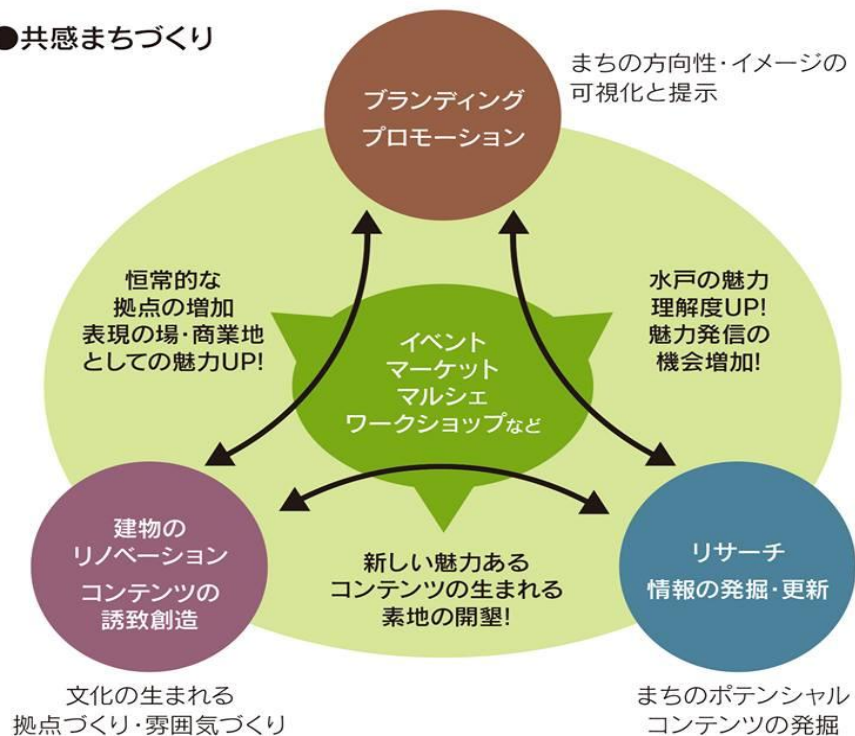 ●共感まちづくり
ブランディング
プロモーション
まちの方向性・イメージの
可視化と提示
恒常的な
拠点の増加
表現の場・商業地
としての魅力UP!
イベント
マーケット
マルシェ
ワークショップなど
水戸の魅力
理解度UP!
魅力発信の
機会増加!
建物の
リノベーション
コンテンツの
誘致創造
新しい魅力ある
コンテンツの生まれる
素地の開墾!
リサーチ
情報の発掘・更新
文化の生まれる
拠点づくり・雰囲気づくり
まちのポテンシャル
コンテンツの発掘